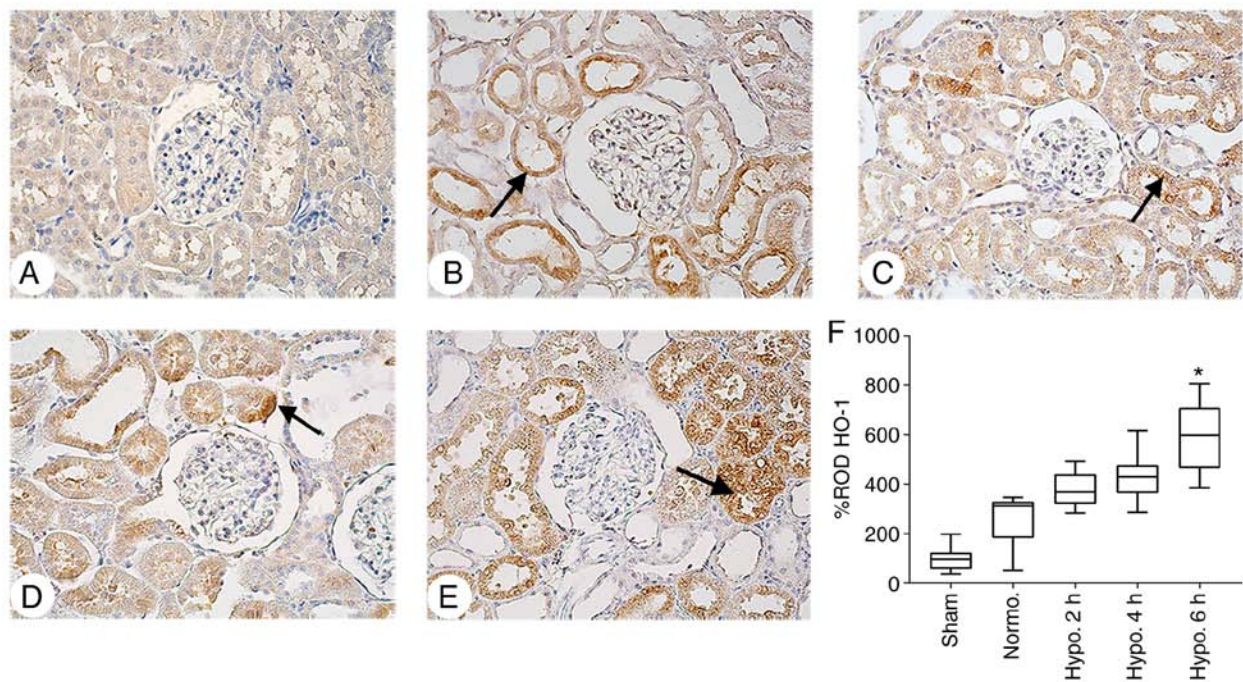 A
B
C
D
E
F
1000
800
600
400
200
0
%ROD HO-1
*
Sham
Normo.
Hypo. 2 h
Hypo. 4 h
Hypo. 6 h